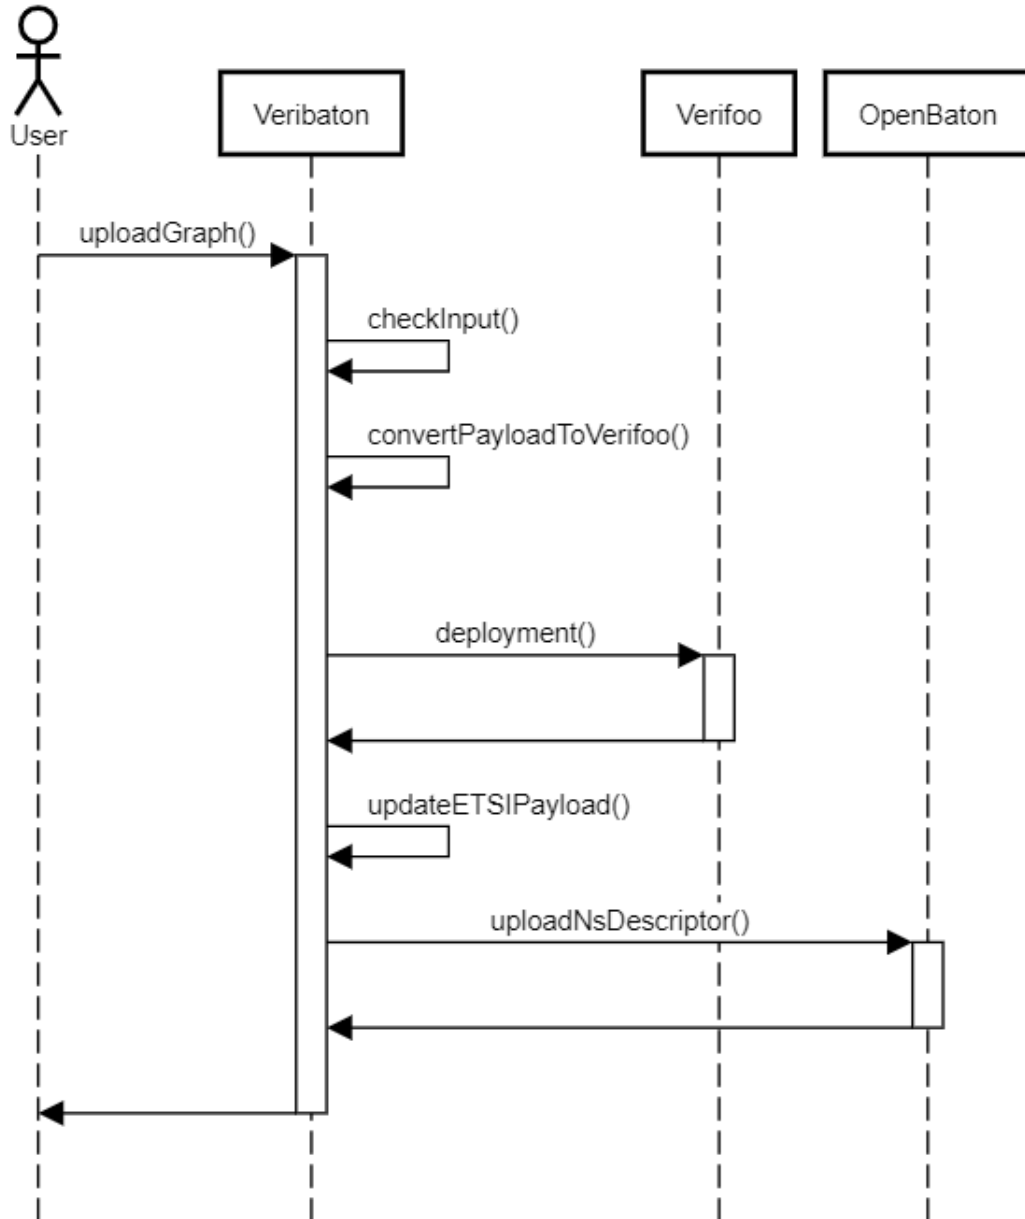 User
Veribaton
Verifoo
OpenBaton
uploadGraph()
checkInput()
convertPayloadToVerifoo()
deployment()
updateETSIPayload()
uploadNsDescriptor()